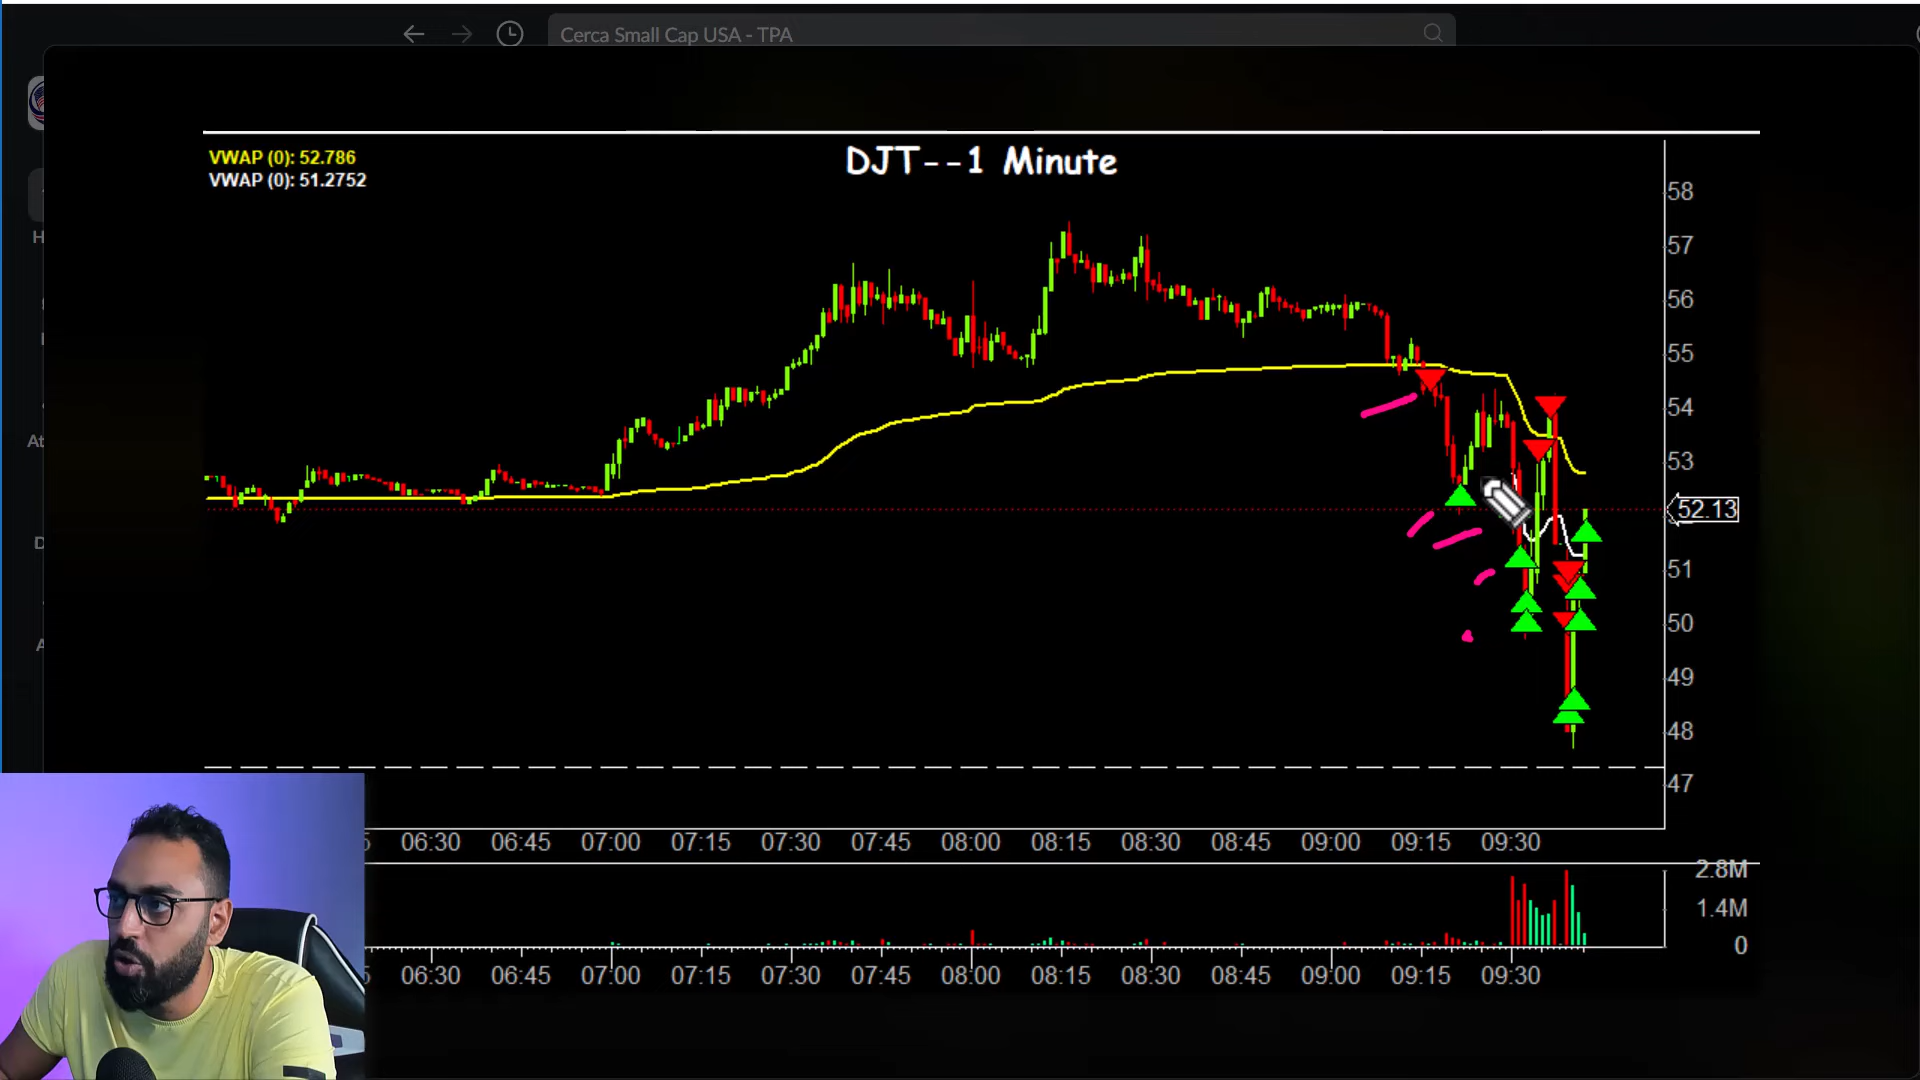 Cerca Small Cap USA - TPA
VWAP (0): 52.786
VWAP (0): 51.2752
DJT--1 Minute
58
57
56
55
54
53
52.13
51
50
49
48
47
H
At
D
A
5 06:30 06:45 07:00 07:15 07:30 07:45 08:00 08:15 08:30 08:45 09:00 09:15 09:30
2.8M
1.4M
0
5 06:30 06:45 07:00 07:15 07:30 07:45 08:00 08:15 08:30 08:45 09:00 09:15 09:30